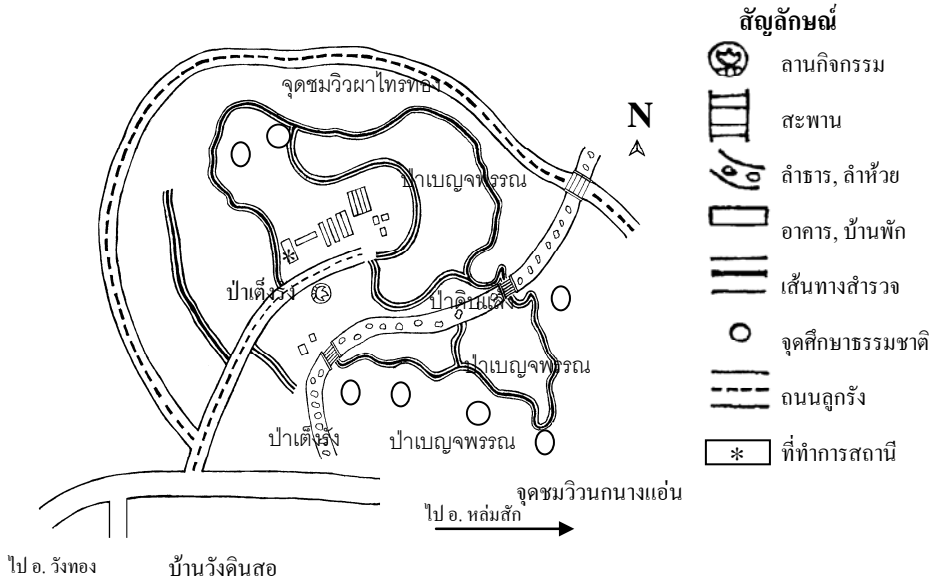 สัญลักษณ์
ลานกิจกรรม
สะพาน
ลำธาร, ลำห้วย
อาคาร, บ้านพัก
เส้นทางสำรวจ
จุดศึกษาธรรมชาติ
ถนนลูกรัง
* ที่ทำการสถานี
จุดชมวิวผาไทรทอง
N
ป่าเบญจพรรณ
*
ป่าเต็งรัง
ป่าดิบแล้ง
ป่าเบญจพรรณ
ป่าเต็งรัง
ป่าเบญจพรรณ
จุดชมวิวนกนางแอ่น
ไป อ. หล่มสัก
ไป อ. วังทอง
บ้านวังดินสอ